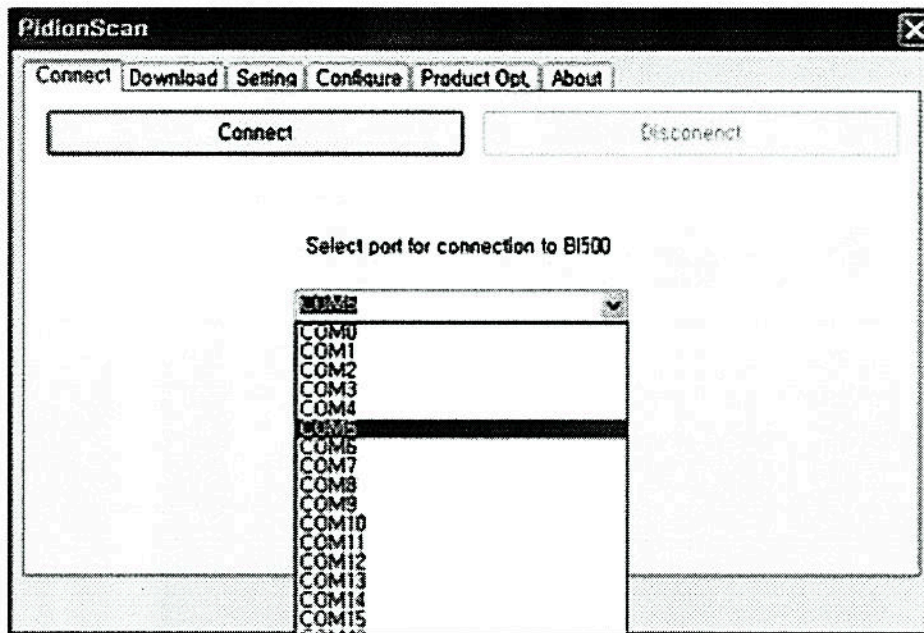 PidionScan
Connect Download Setting Configure Product Opt. About
Connect Disconenct
Select port for connection to BI500
COM5
COM0
COM1
COM2
COM3
COM4
COM5
COM6
COM7
COM8
COM9
COM10
COM11
COM12
COM13
COM14
COM15